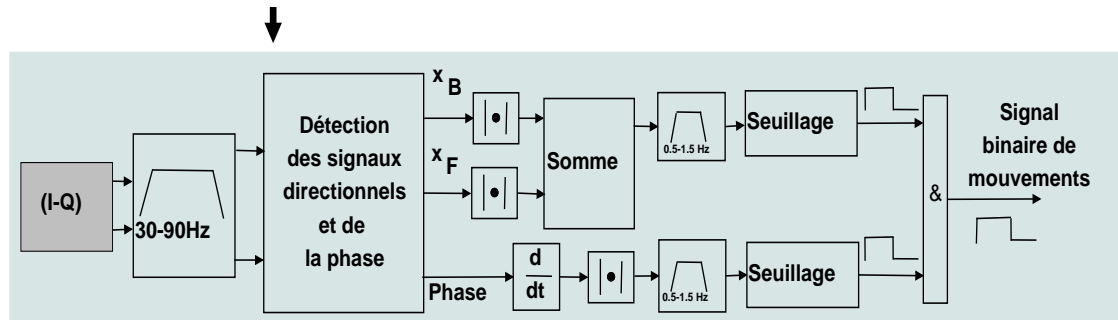 (I-Q)
30-90Hz
Détection
des signaux
directionnels
et de
la phase
x B
x F
Phase
|•|
|•|
Somme
0.5-1.5 Hz
Seuillage
d
dt
|•|
0.5-1.5 Hz
Seuillage
&
Signal
binaire de
mouvements